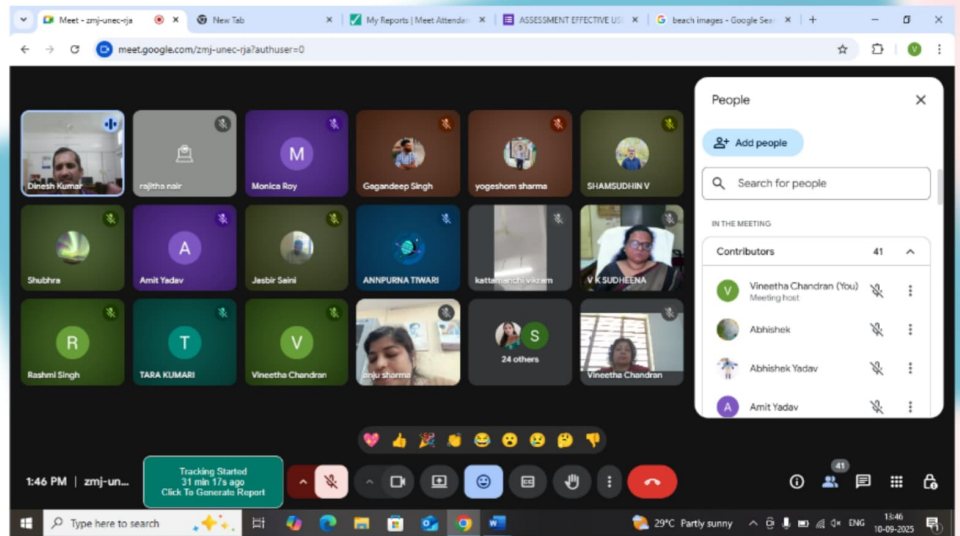 Meet - zmj-unec-rja
New Tab
My Reports | Meet Attendan
ASSESSMENT EFFECTIVE US
beach images - Google Sear
meet.google.com/zmj-unec-rja?authuser=0
V
People
Add people
Search for people
IN THE MEETING
Contributors 41
V Vineetha Chandran (You)
Meeting host
Abhishek
Abhishek Yadav
A Amit Yadav
Dinesh Kumar
rajitha nair
M
Monica Roy
Gagandeep Singh
yogeshom sharma
SHAMSUDHIN V
Shubhra
A
Amit Yadav
Jasbir Saini
ANNPURNA TIWARI
vikram
V K SUDHEENA
R
Rashmi Singh
T
TARA KUMARI
V
Vineetha Chandran
anju sharma
S
24 others
Vineetha Chandran
1:46 PM | zmj-un...
Tracking Started
31 min 17s ago
Click To Generate Report
41
Type here to search
29°C Partly sunny
ENG
13:46
10-09-2025